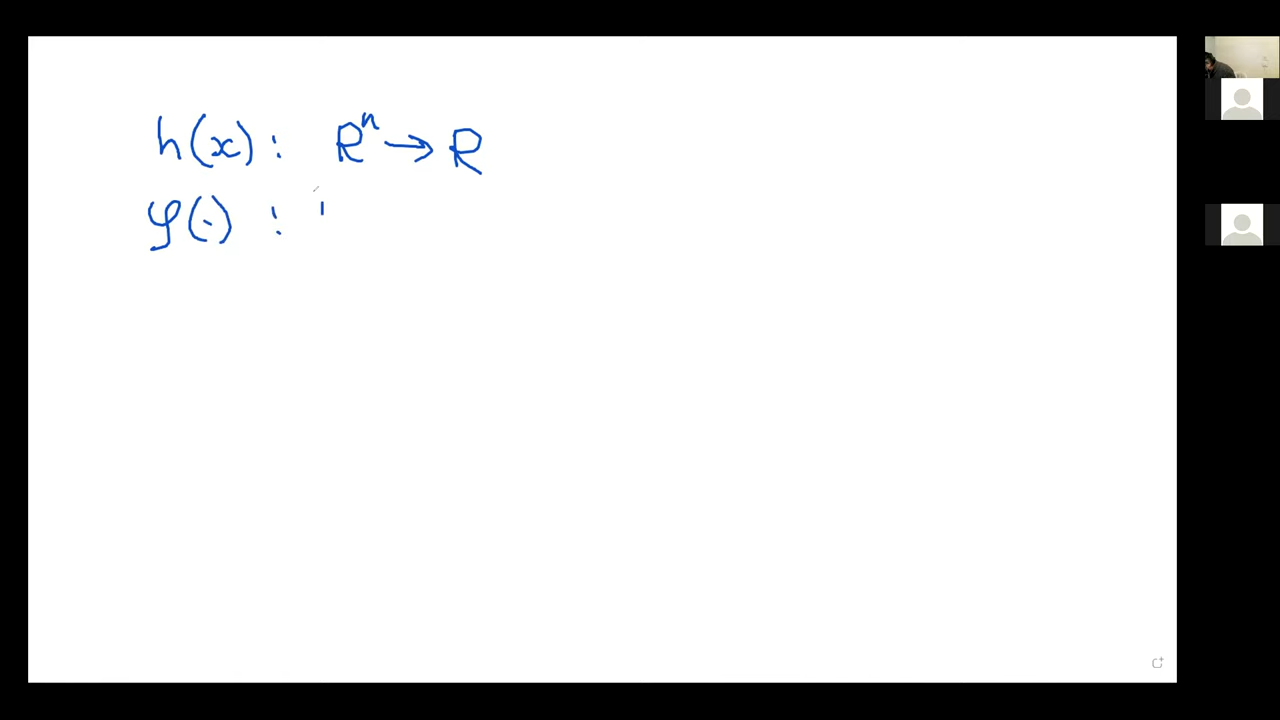 h(x) : R^n → R
φ(·) :